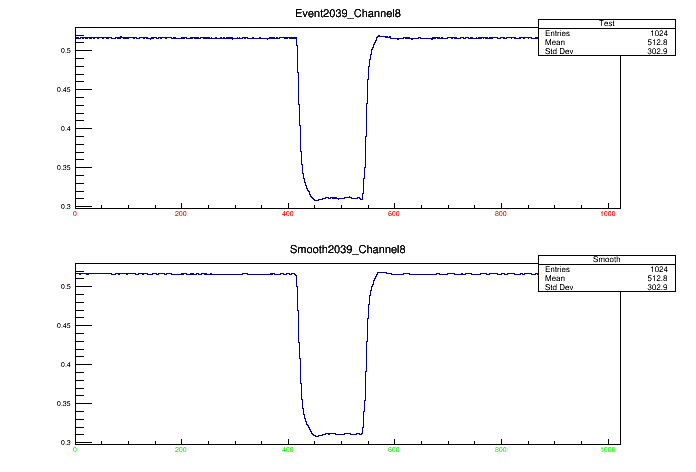 Event2039_Channel8
Test
Entries 1024
Mean 512.8
Std Dev 302.9
0.5
0.45
0.4
0.35
0.3
0 200 400 600 800 1000
Smooth2039_Channel8
Smooth
Entries 1024
Mean 512.8
Std Dev 302.9
0.5
0.45
0.4
0.35
0.3
0 200 400 600 800 1000